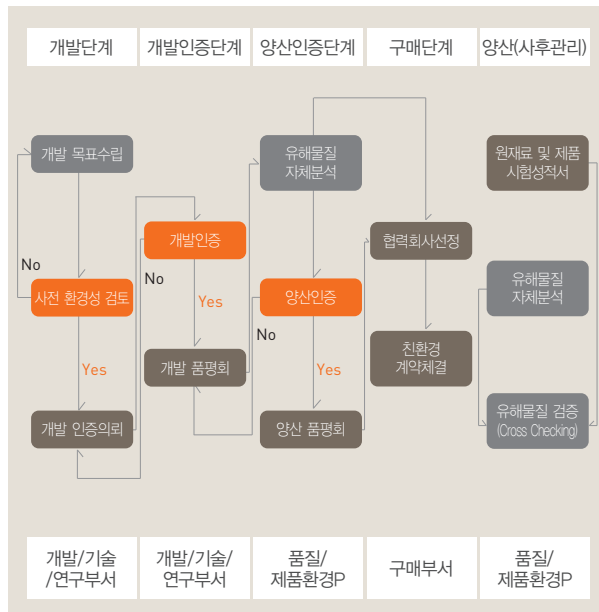 개발단계
개발인증단계
양산인증단계
구매단계
양산(사후관리)
개발 목표수립
No
사전 환경성 검토
Yes
개발 인증의뢰
개발인증
No
Yes
개발 품평회
유해물질
자체분석
양산인증
No
Yes
양산 품평회
협력회사선정
친환경
계약체결
원재료 및 제품
시험성적서
유해물질
자체분석
유해물질 검증
(Cross Checking)
개발/기술
/연구부서
개발/기술/
연구부서
품질/
제품환경P
구매부서
품질/
제품환경P